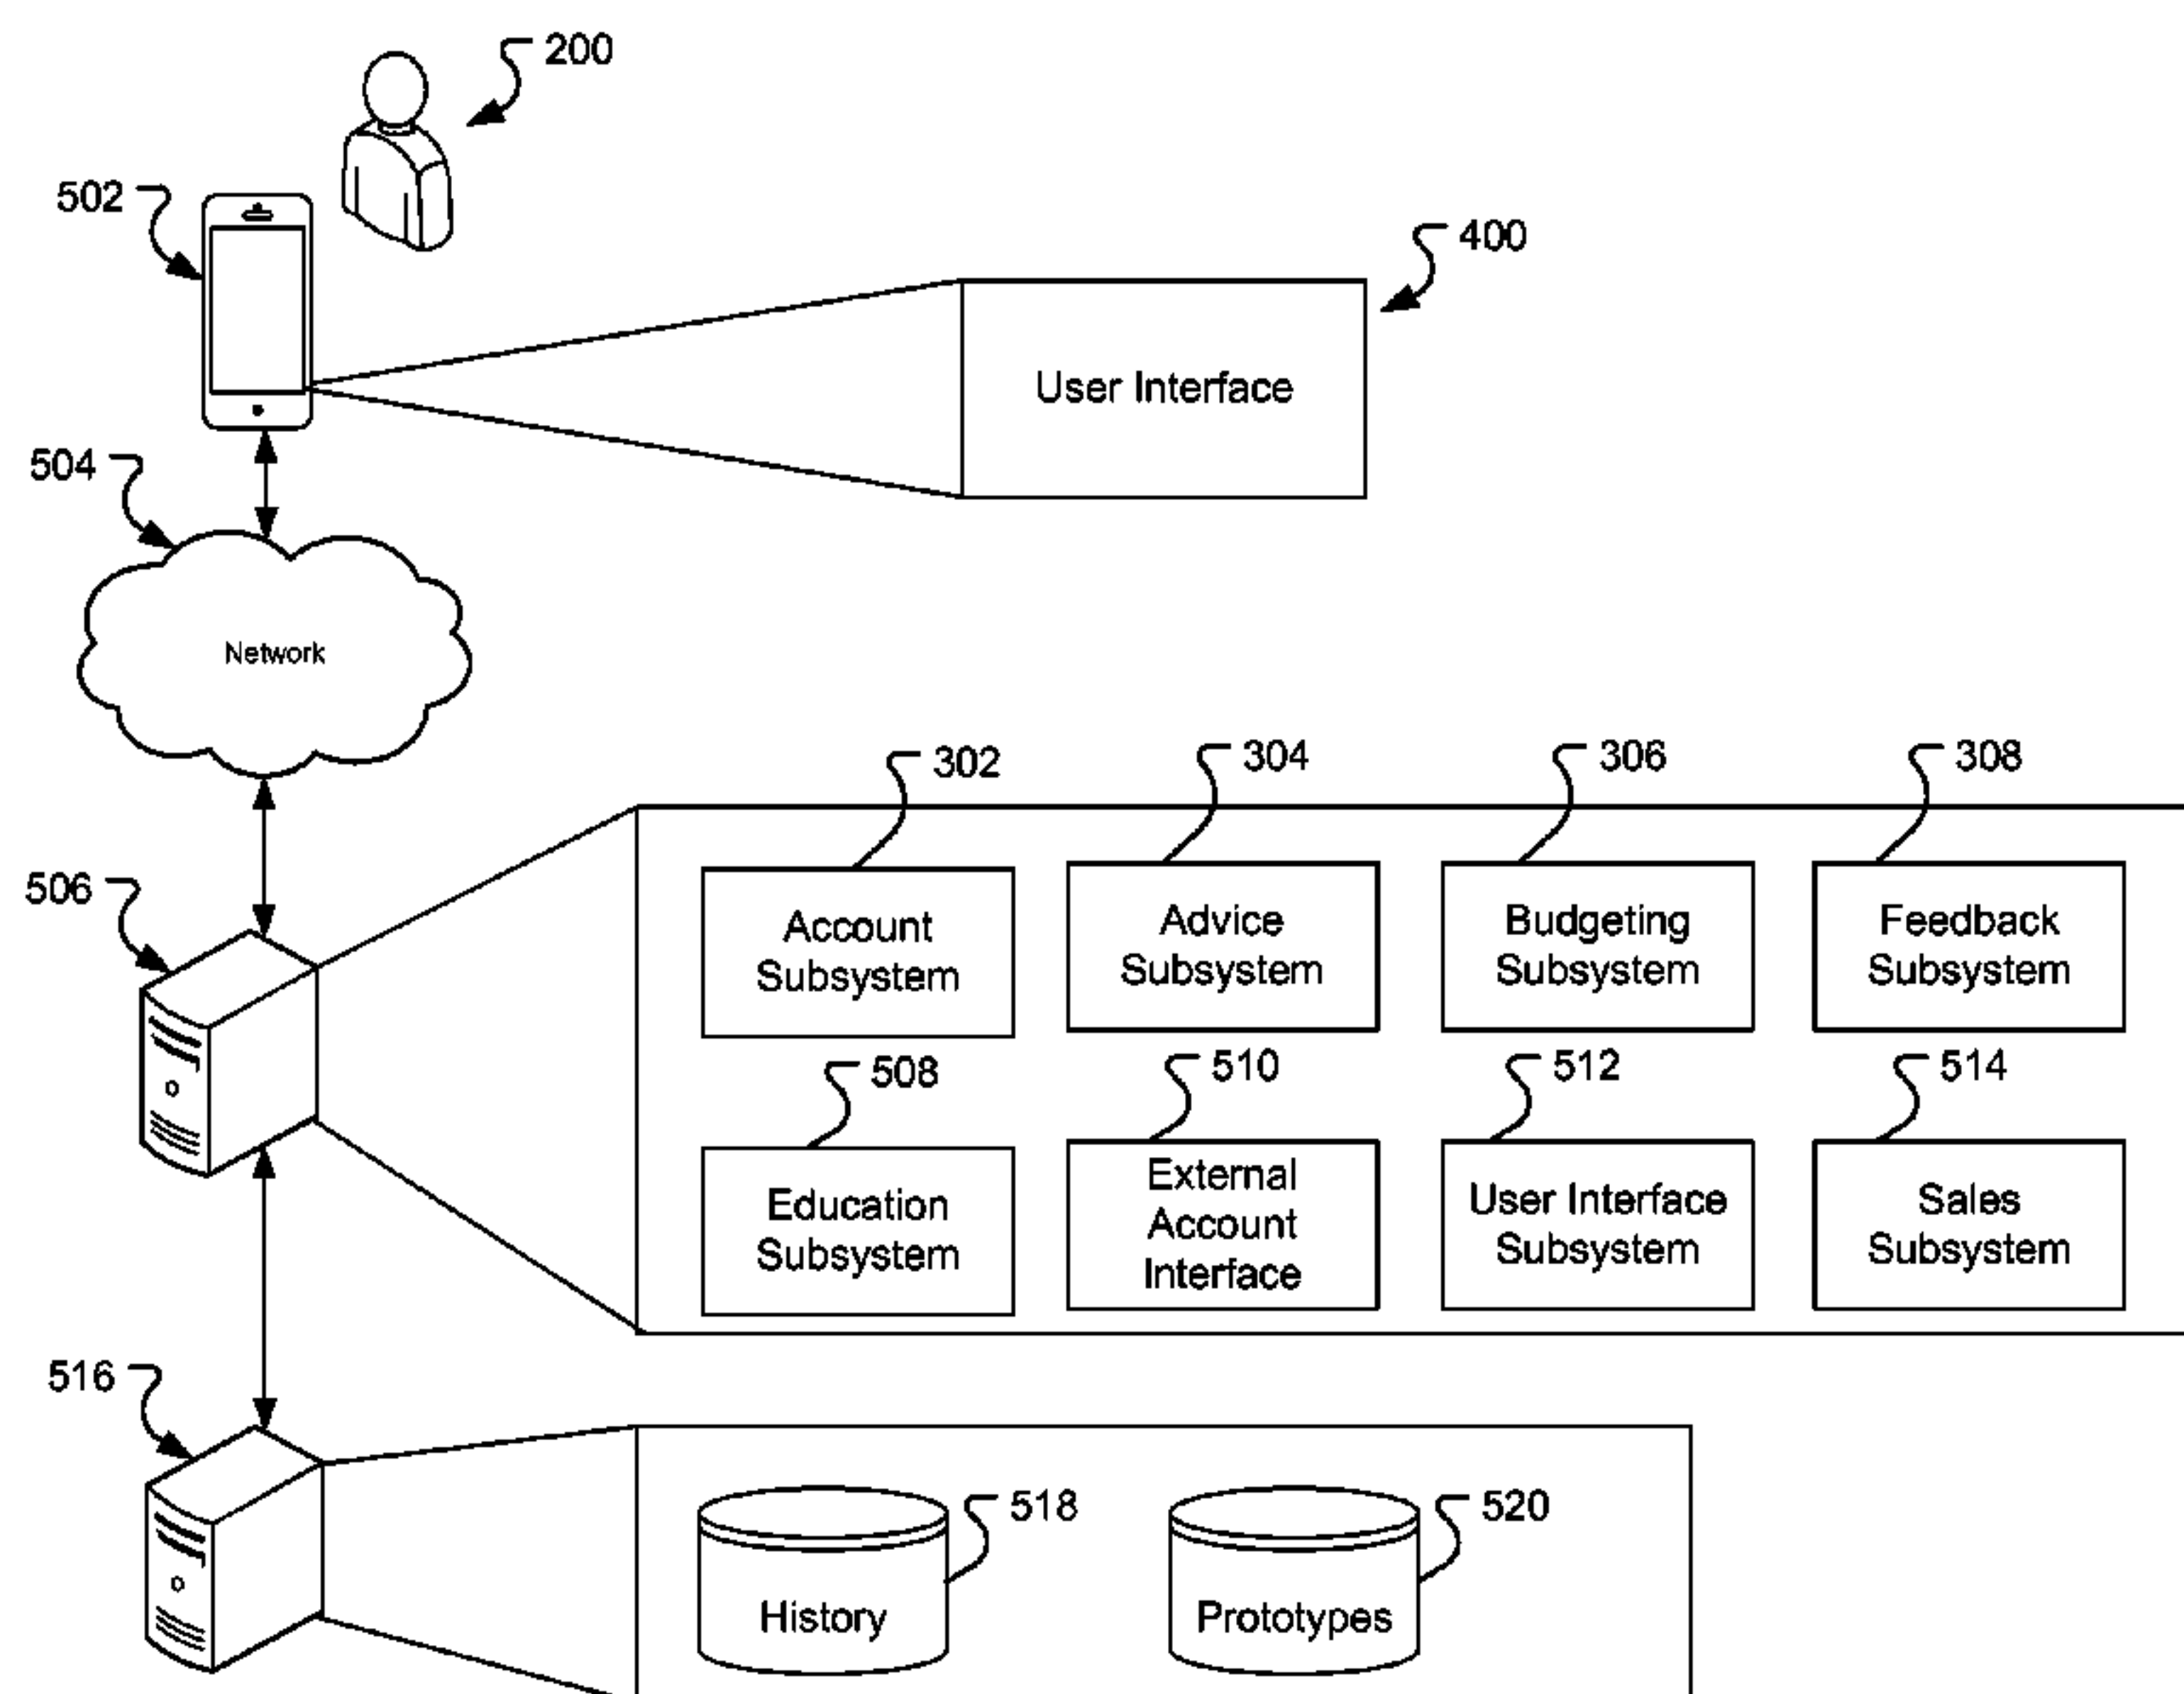 200
502
400
User Interface
504
Network
302
304
306
308
506
Account
Subsystem
Advice
Subsystem
Budgeting
Subsystem
Feedback
Subsystem
508
510
512
514
Education
Subsystem
External
Account
Interface
User Interface
Subsystem
Sales
Subsystem
516
518
520
History
Prototypes